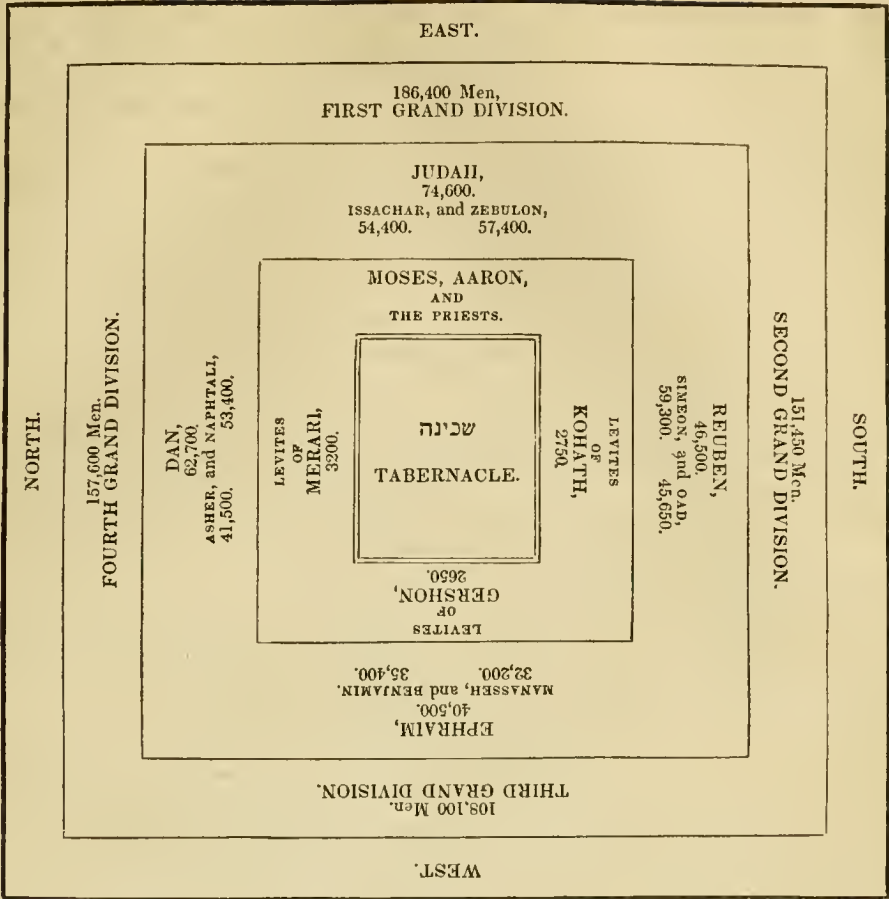 EAST.
186,400 Men,
FIRST GRAND DIVISION.
JUDAH,
74,600.
ISSACHAR, and ZEBULON,
54,400. 57,400.
MOSES, AARON,
AND
THE PRIESTS.
NORTH.
157,600 Men.
FOURTH GRAND DIVISION.
DAN,
62,700.
ASHER, and NAPHTALI,
41,500. 53,400.
LEVITES
OF
MERARI,
3200.
שכינה
TABERNACLE.
LEVITES
OF
KOHATH,
2750.
REUBEN,
46,500.
SIMEON, and GAD,
59,300. 45,650.
151,450 Men.
SECOND GRAND DIVISION.
SOUTH.
LEVITES
OF
GERSHON,
2650.
EPHRAIM,
40,500.
MANASSEH, and BENJAMIN.
32,200. 35,400.
108,100 Men.
THIRD GRAND DIVISION.
WEST.